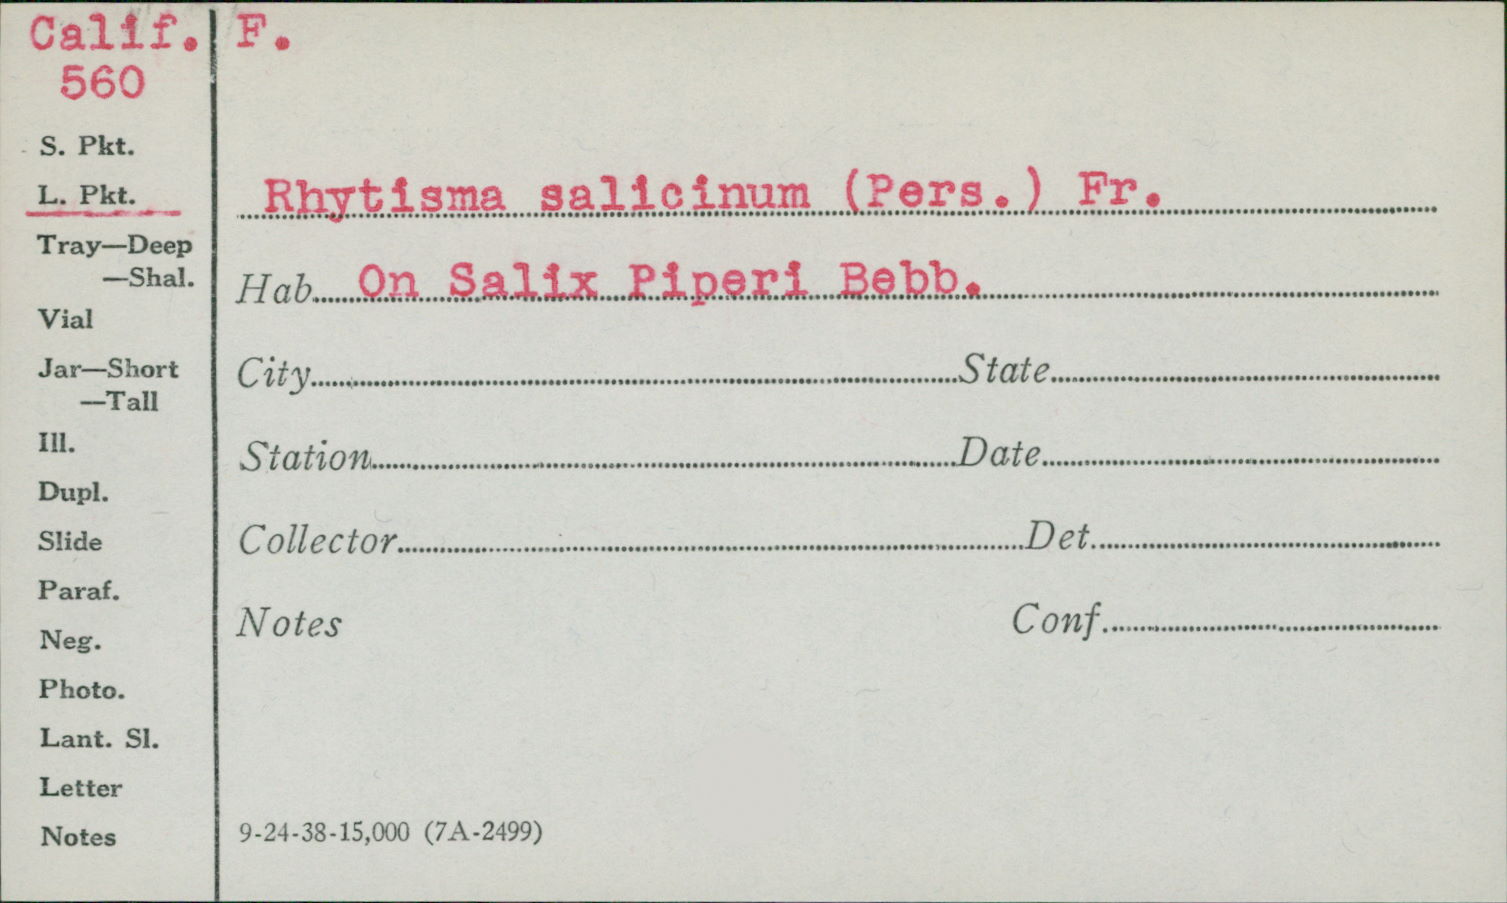 Calif. F.
560
S. Pkt.
L. Pkt.
Rhytisma salicinum (Pers.) Fr.
Tray—Deep
—Shal.
Hab. On Salix Piperi Bebb.
Vial
Jar—Short
—Tall
City State
Ill.
Station Date
Dupl.
Slide
Collector Det.
Paraf.
Neg.
Notes Conf.
Photo.
Lant. Sl.
Letter
Notes
9-24-38-15,000 (7A-2499)